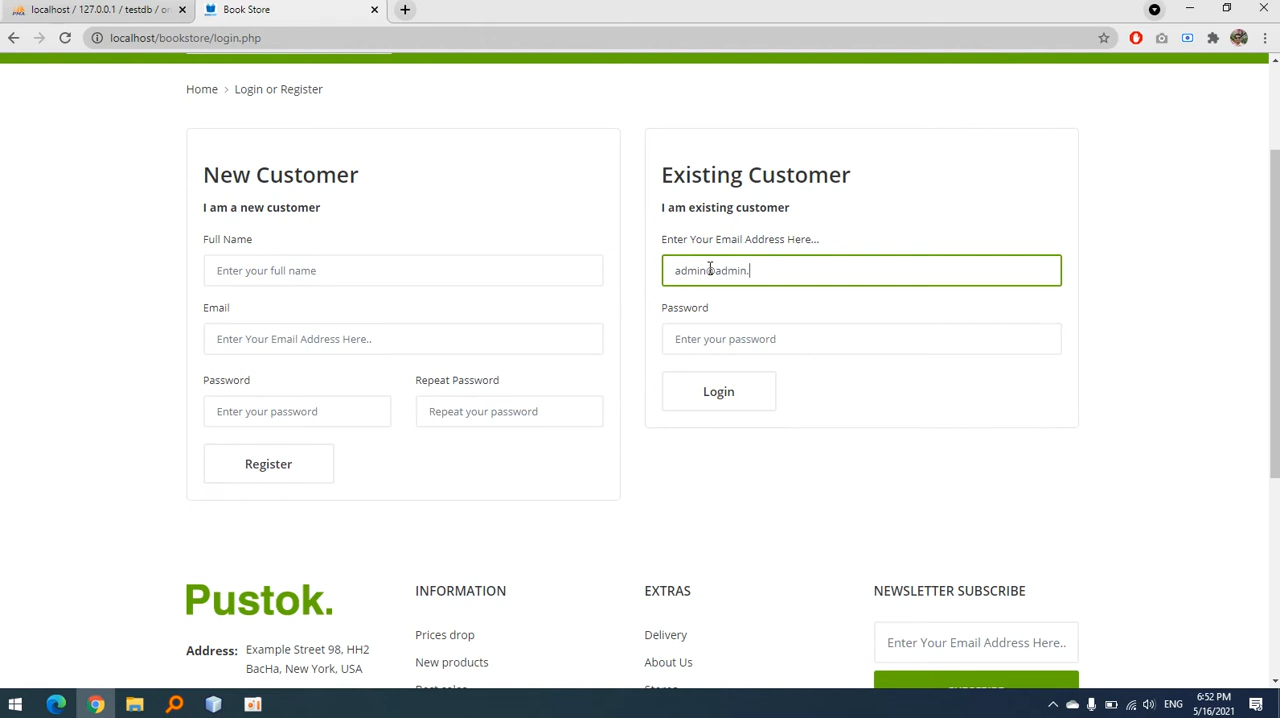 localhost / 127.0.0.1 / testdb / or
Book Store
localhost/bookstore/login.php
Home > Login or Register
New Customer
I am a new customer
Full Name
Enter your full name
Email
Enter Your Email Address Here..
Password
Repeat Password
Enter your password
Repeat your password
Register
Existing Customer
I am existing customer
Enter Your Email Address Here...
admin@admin.
Password
Enter your password
Login
Pustok.
Address: Example Street 98, HH2
BacHa, New York, USA
INFORMATION
Prices drop
New products
EXTRAS
Delivery
About Us
NEWSLETTER SUBSCRIBE
Enter Your Email Address Here..
ENG
6:52 PM
5/16/2021